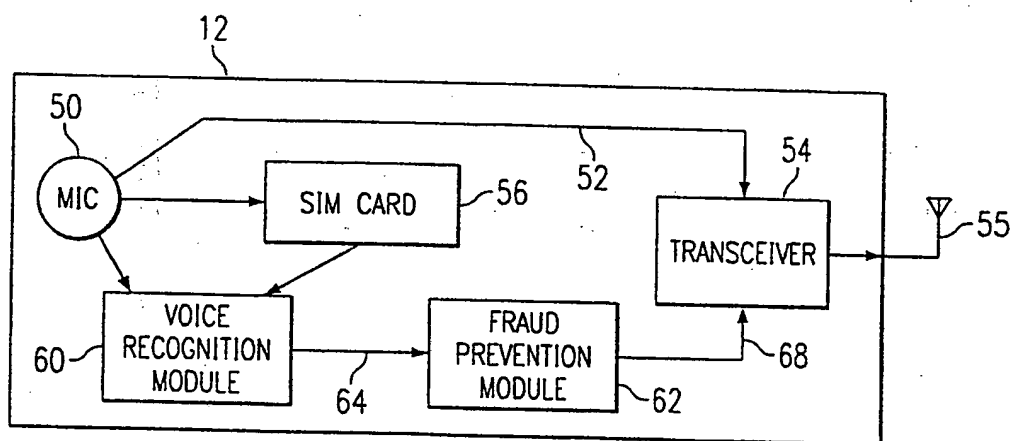 12
50
MIC
52
54
SIM CARD
56
TRANSCEIVER
55
VOICE
RECOGNITION
MODULE
60
64
FRAUD
PREVENTION
MODULE
62
68